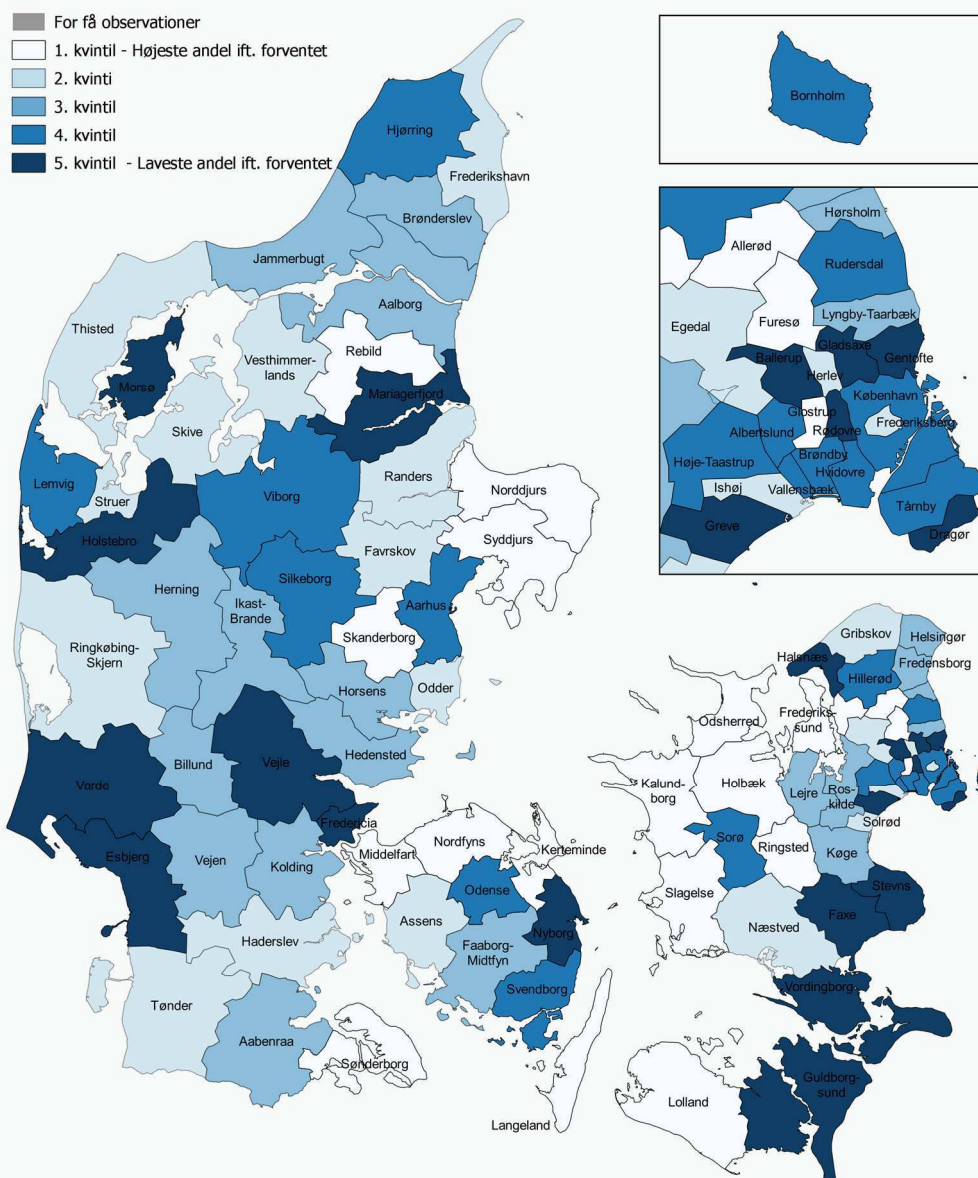 For få observationer
1. kvintil - Højeste andel ift. forventet
2. kvinti
3. kvintil
4. kvintil
5. kvintil - Laveste andel ift. forventet
Hjørring
Frederikshavn
Brønderslev
Jammerbugt
Aalborg
Thisted
Vesthimmer-
lands
Rebild
Morsø
Mariagerfjord
Skive
Lemvig
Struer
Viborg
Randers
Norddjurs
Holstebro
Syddjurs
Favrskov
Herning
Silkeborg
Ikast-
Brande
Aarhus
Skanderborg
Ringkøbing-
Skjern
Horsens
Odder
Hedensted
Billund
Vejle
Varde
Fredericia
Esbjerg
Vejen
Kolding
Middelfart
Nordfyns
Kerteminde
Odense
Assens
Nyborg
Haderslev
Faaborg-
Midtfyn
Svendborg
Tønder
Aabenraa
Sønderborg
Langeland
Bornholm
Hørsholm
Allerød
Rudersdal
Furesø
Egedal
Lyngby-Taarbæk
Gladsaxe
Ballerup
Gentofte
Herlev
København
Glostrup
Frederiksberg
Albertslund
Rødovre
Brøndby
Høje-Taastrup
Hvidovre
Ishøj
Vallensbæk
Tårnby
Greve
Dragør
Gribskov
Helsingør
Halsnæs
Fredensborg
Hillerød
Frederiks-
sund
Odsherred
Kalund-
borg
Holbæk
Lejre
Ros-
kilde
Solrød
Sorø
Ringsted
Køge
Slagelse
Stevns
Faxe
Næstved
Vordingborg
Guldborg-
sund
Lolland